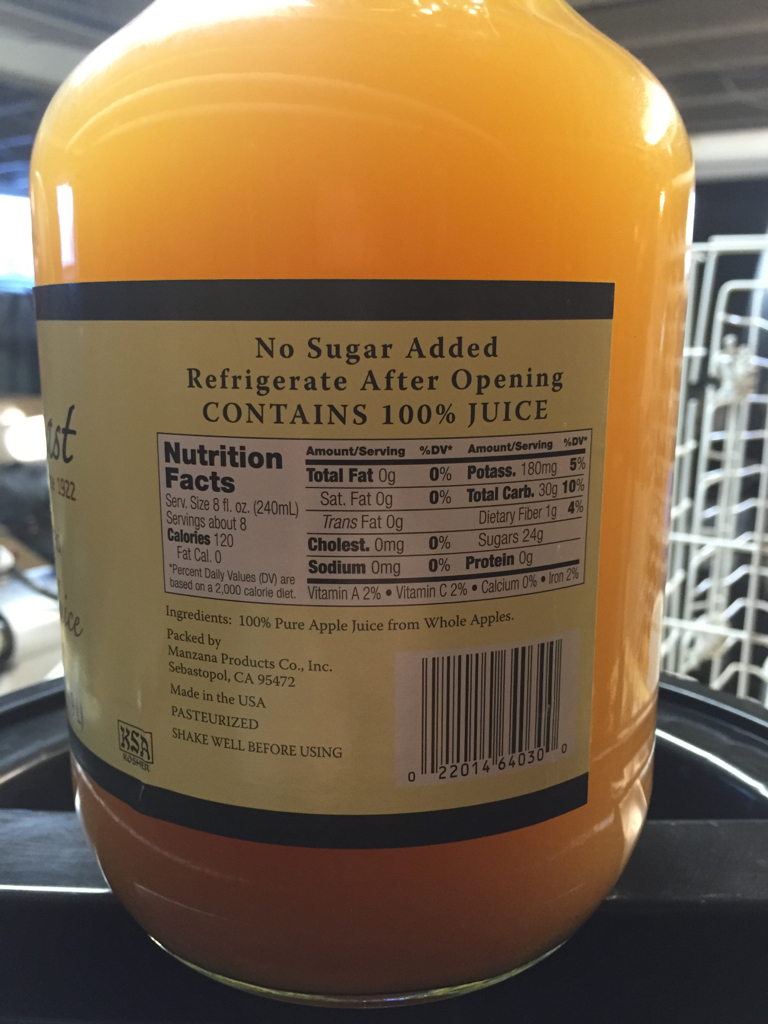 ast
1922
ice
No Sugar Added
Refrigerate After Opening
CONTAINS 100% JUICE
Nutrition
Facts
Serv. Size 8 fl. oz. (240mL)
Servings about 8
Calories 120
Fat Cal. 0
*Percent Daily Values (DV) are
based on a 2,000 calorie diet.
Amount/Serving %DV*
Total Fat 0g 0%
Sat. Fat 0g 0%
Trans Fat 0g
Cholest. 0mg 0%
Sodium 0mg 0%
Amount/Serving %DV*
Potass. 180mg 5%
Total Carb. 30g 10%
Dietary Fiber 1g 4%
Sugars 24g
Protein 0g
Vitamin A 2% • Vitamin C 2% • Calcium 0% • Iron 2%
Ingredients: 100% Pure Apple Juice from Whole Apples.
Packed by
Manzana Products Co., Inc.
Sebastopol, CA 95472
Made in the USA
PASTEURIZED
SHAKE WELL BEFORE USING
KSA
KOSHER
0 22014 64030 0